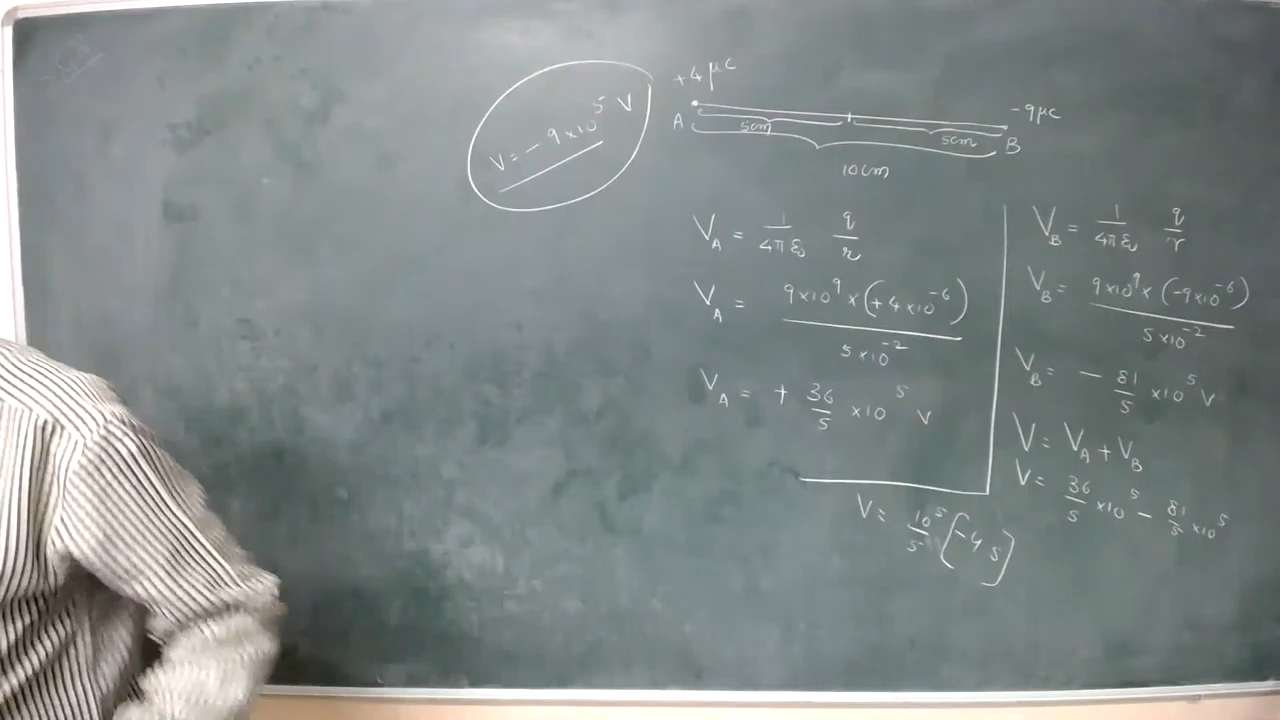 +4 μc
A
-9μc
5cm
5cm
B
10cm
V = - 9×10⁵ V
V_A = 1/4πε₀ q/r
V_A = 9×10⁹ × (+4×10⁻⁶) / 5×10⁻²
V_A = + 36/5 ×10⁵ V
V_B = 1/4πε₀ q/r
V_B = 9×10⁹ × (-9×10⁻⁶) / 5×10⁻²
V_B = - 81/5 ×10⁵ V
V = V_A + V_B
V = 36/5 ×10⁵ - 81/5 ×10⁵
V = 10⁵/5 [-45]